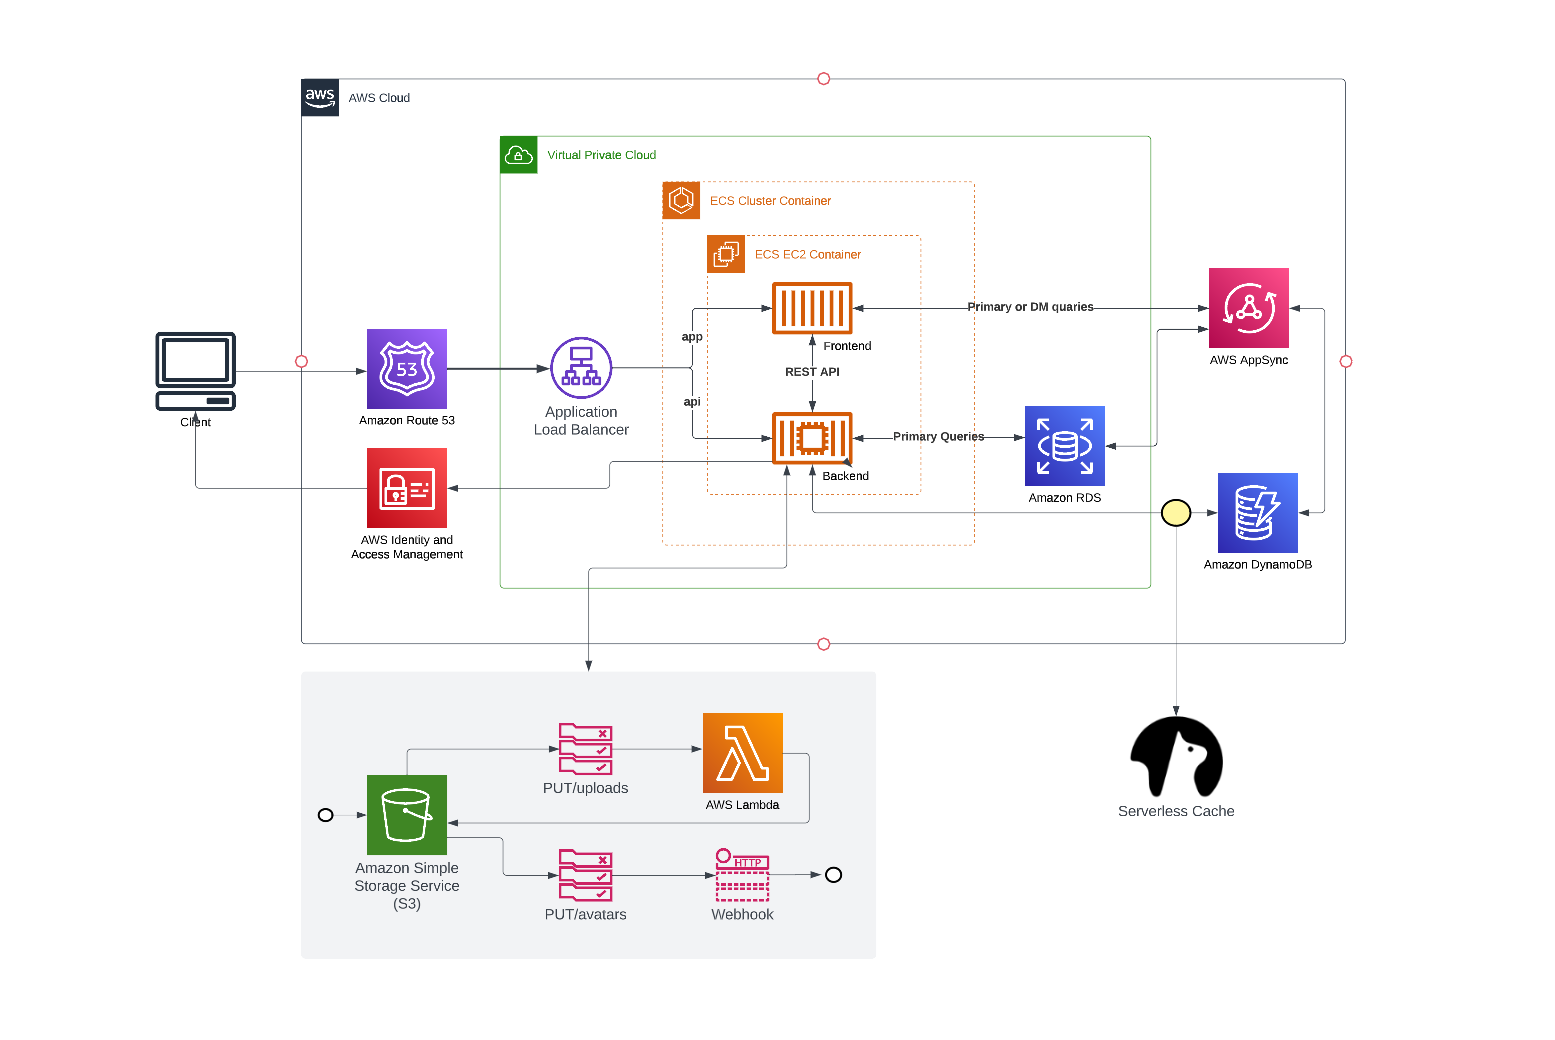 aws
AWS Cloud
Virtual Private Cloud
ECS Cluster Container
ECS EC2 Container
Primary or DM quaries
app
Frontend
AWS AppSync
53
REST API
Client
Amazon Route 53
Application
Load Balancer
api
Primary Queries
Backend
Amazon RDS
AWS Identity and
Access Management
Amazon DynamoDB
PUT/uploads
AWS Lambda
Serverless Cache
Amazon Simple
Storage Service
(S3)
HTTP
PUT/avatars
Webhook